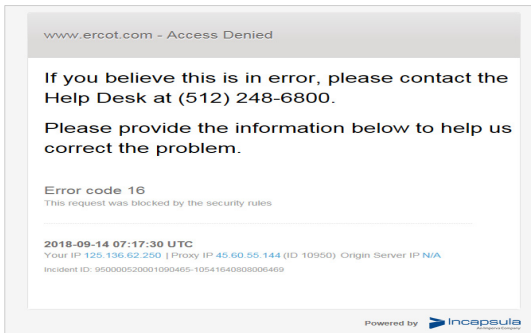 www.ercot.com - Access Denied
If you believe this is in error, please contact the
Help Desk at (512) 248-6800.
Please provide the information below to help us
correct the problem.
Error code 16
This request was blocked by the security rules
2018-09-14 07:17:30 UTC
Your IP 125.136.62.250 | Proxy IP 45.60.55.144 (ID 10950) Origin Server IP N/A
Incident ID: 950000520001090465-10541640808006469
Powered by Incapsula
An Imperva Company